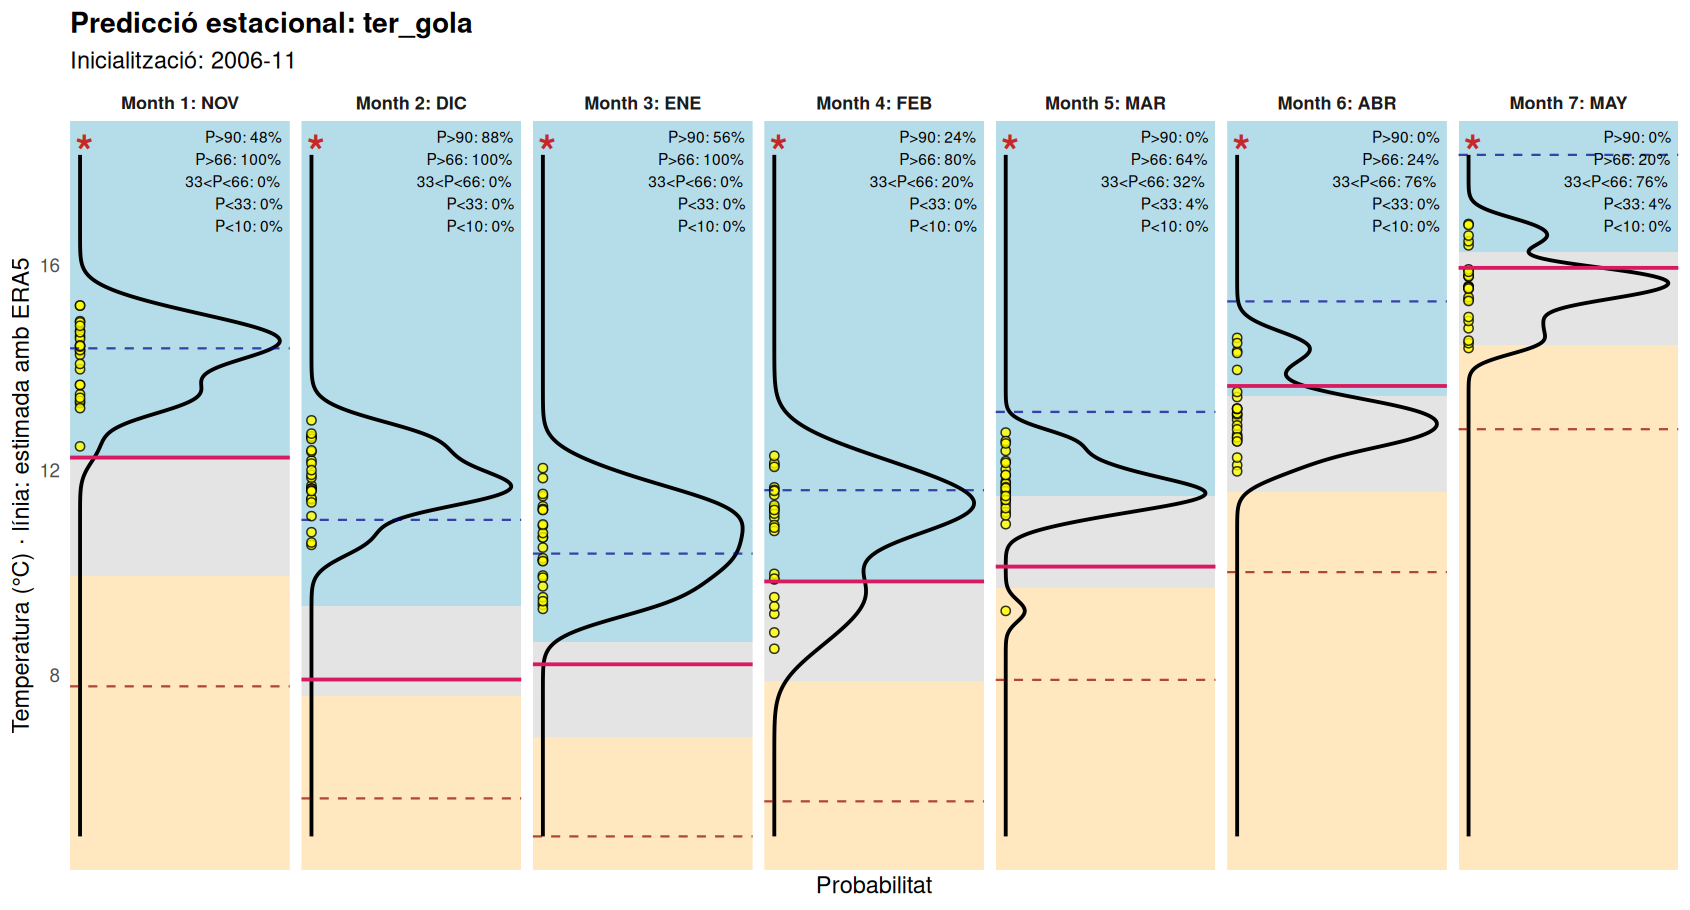 Predicció estacional: ter_gola
Inicialització: 2006-11
Month 1: NOV
Month 2: DIC
Month 3: ENE
Month 4: FEB
Month 5: MAR
Month 6: ABR
Month 7: MAY
*
P>90: 48%
P>66: 100%
33<P<66: 0%
P<33: 0%
P<10: 0%
*
P>90: 88%
P>66: 100%
33<P<66: 0%
P<33: 0%
P<10: 0%
*
P>90: 56%
P>66: 100%
33<P<66: 0%
P<33: 0%
P<10: 0%
*
P>90: 24%
P>66: 80%
33<P<66: 20%
P<33: 0%
P<10: 0%
*
P>90: 0%
P>66: 64%
33<P<66: 32%
P<33: 4%
P<10: 0%
*
P>90: 0%
P>66: 24%
33<P<66: 76%
P<33: 0%
P<10: 0%
*
P>90: 0%
P>66: 20%
33<P<66: 76%
P<33: 4%
P<10: 0%
16
12
8
Temperatura (°C) · línia: estimada amb ERA5
Probabilitat